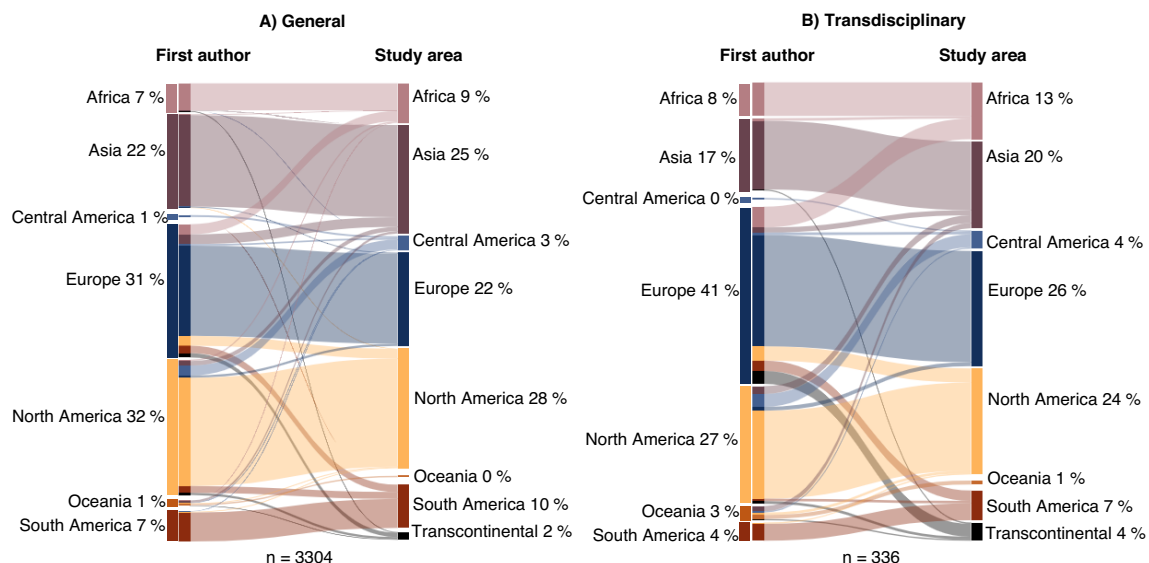 A) General
First author
Study area
Africa 7 %
Asia 22 %
Central America 1 %
Europe 31 %
North America 32 %
Oceania 1 %
South America 7 %
Africa 9 %
Asia 25 %
Central America 3 %
Europe 22 %
North America 28 %
Oceania 0 %
South America 10 %
Transcontinental 2 %
n = 3304
B) Transdisciplinary
First author
Study area
Africa 8 %
Asia 17 %
Central America 0 %
Europe 41 %
North America 27 %
Oceania 3 %
South America 4 %
Africa 13 %
Asia 20 %
Central America 4 %
Europe 26 %
North America 24 %
Oceania 1 %
South America 7 %
Transcontinental 4 %
n = 336